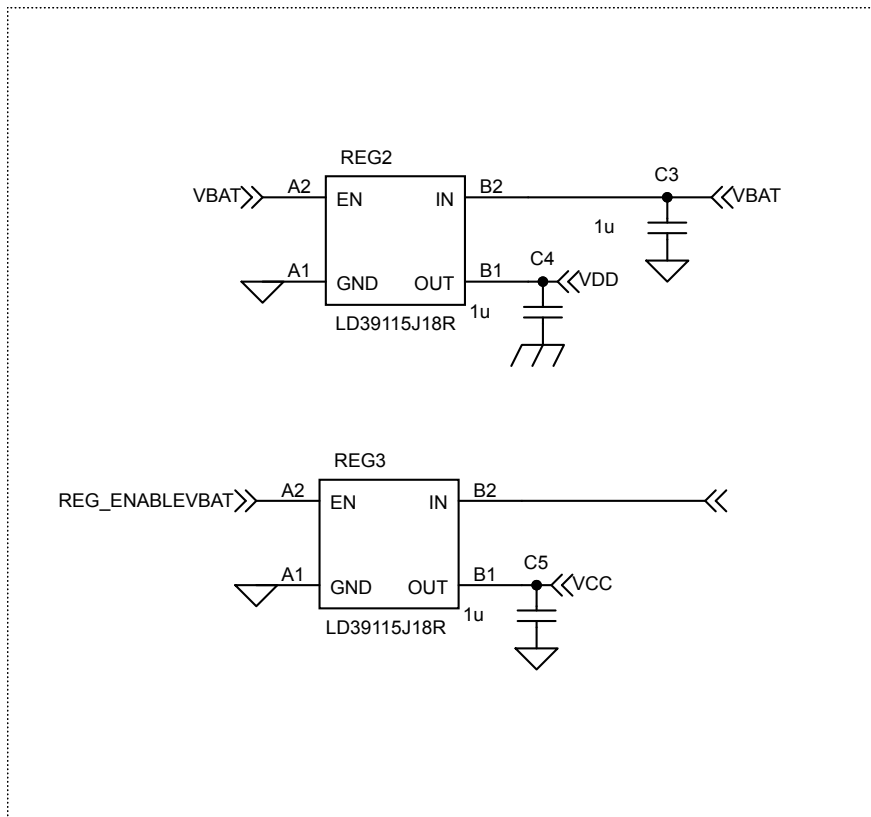 REG2
VBAT A2 EN IN B2 C3 VBAT
1u
A1 GND OUT B1 C4 VDD
1u
LD39115J18R
REG3
REG_ENABLEVBAT A2 EN IN B2
C5
A1 GND OUT B1 VCC
1u
LD39115J18R